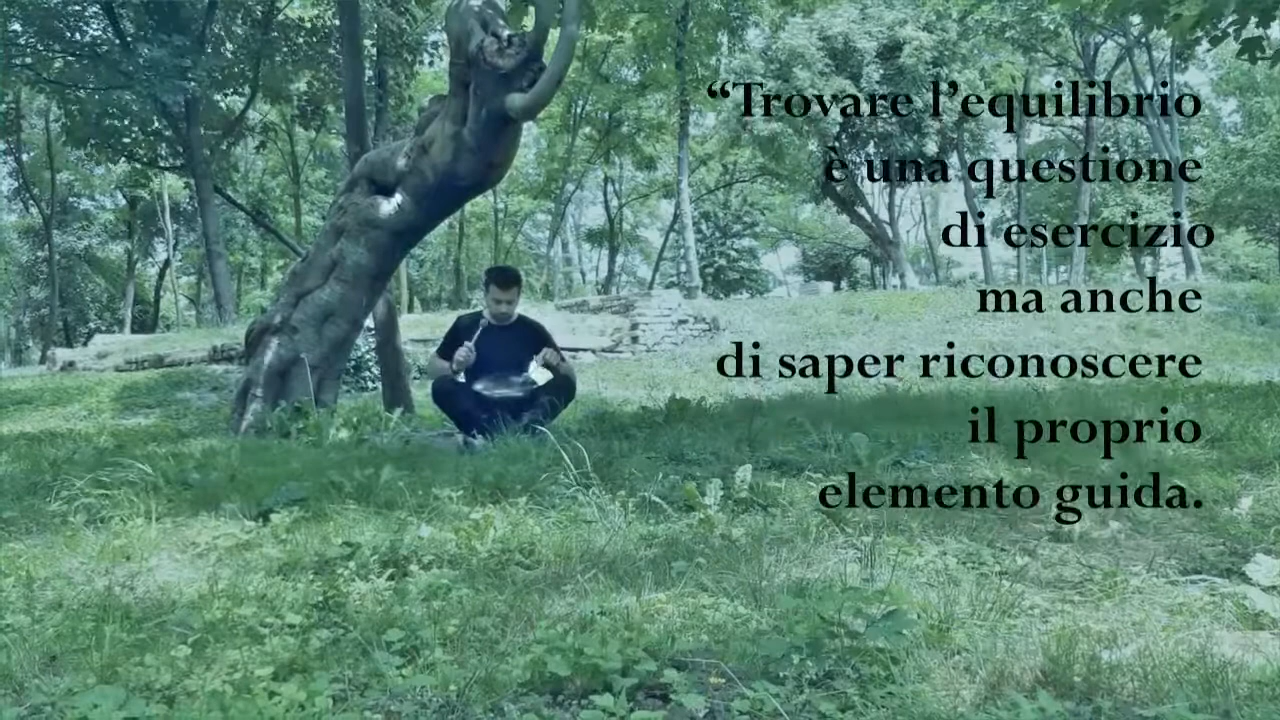 “Trovare l’equilibrio
è una questione
di esercizio
ma anche
di saper riconoscere
il proprio
elemento guida.